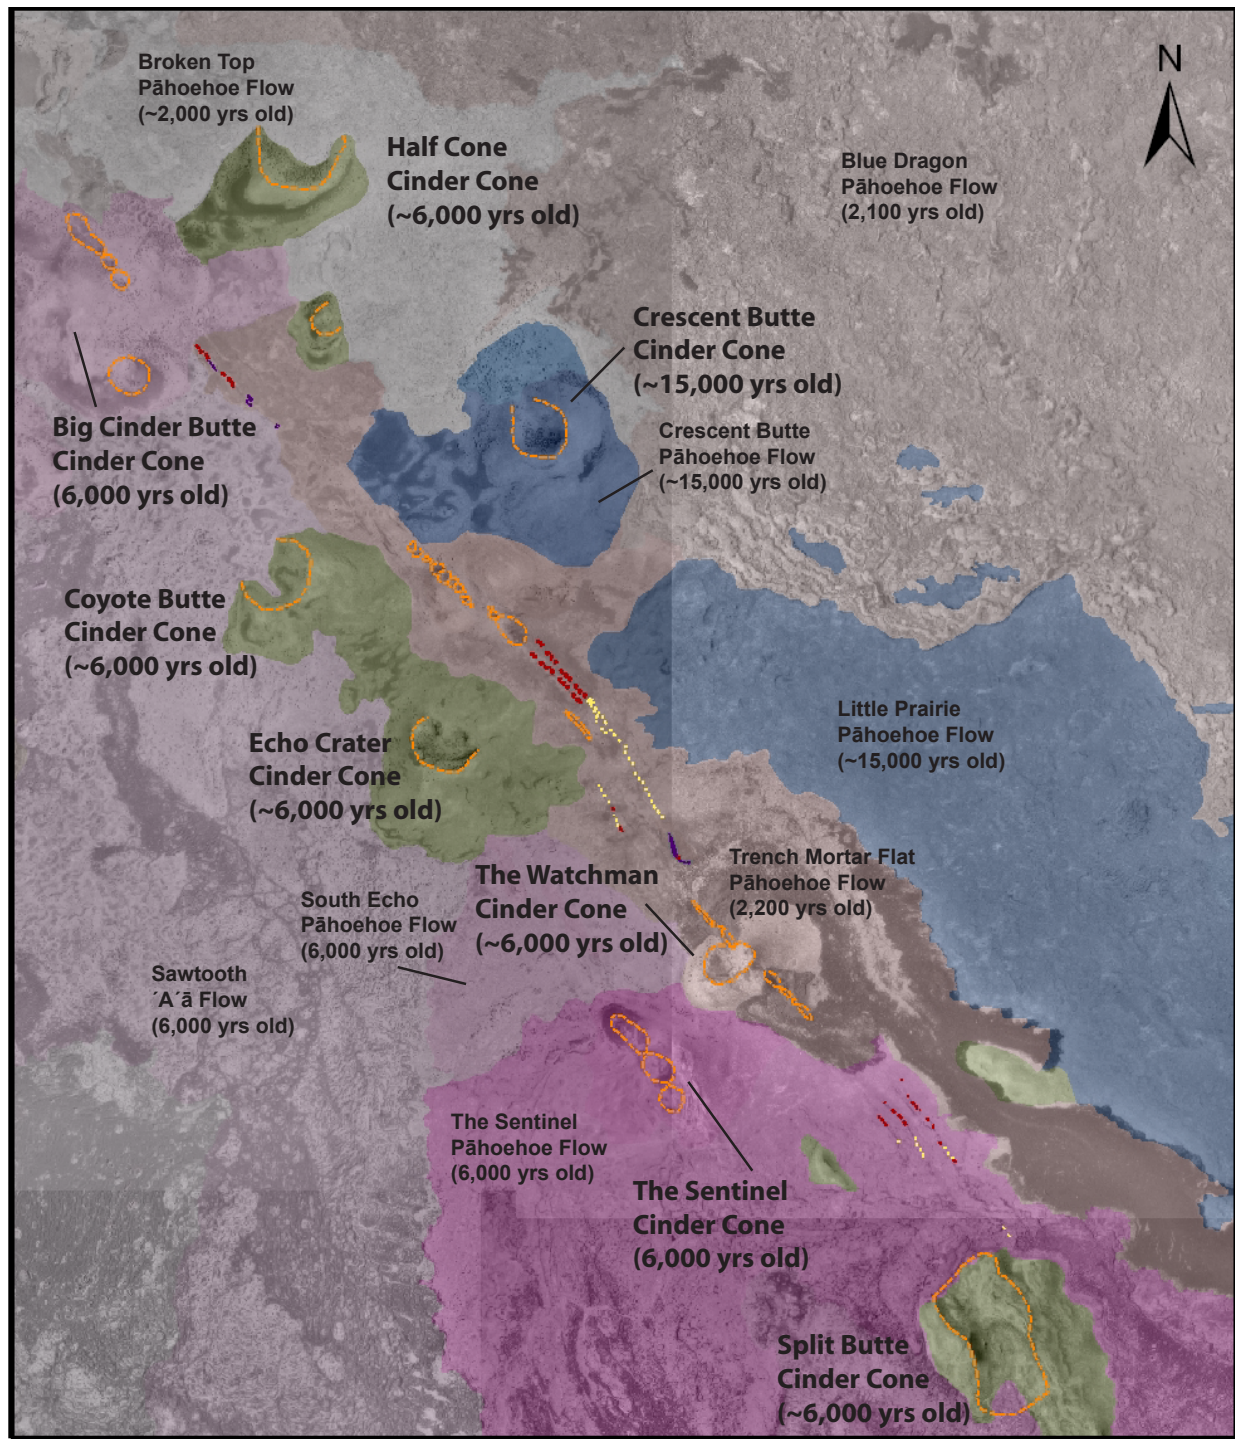 Broken Top
Pāhoehoe Flow
(~2,000 yrs old)
N
Half Cone
Cinder Cone
(~6,000 yrs old)
Blue Dragon
Pāhoehoe Flow
(2,100 yrs old)
Crescent Butte
Cinder Cone
(~15,000 yrs old)
Big Cinder Butte
Cinder Cone
(6,000 yrs old)
Crescent Butte
Pāhoehoe Flow
(~15,000 yrs old)
Coyote Butte
Cinder Cone
(~6,000 yrs old)
Echo Crater
Cinder Cone
(~6,000 yrs old)
Little Prairie
Pāhoehoe Flow
(~15,000 yrs old)
The Watchman
Cinder Cone
(~6,000 yrs old)
Trench Mortar Flat
Pāhoehoe Flow
(2,200 yrs old)
South Echo
Pāhoehoe Flow
(6,000 yrs old)
Sawtooth
´A´ā Flow
(6,000 yrs old)
The Sentinel
Pāhoehoe Flow
(6,000 yrs old)
The Sentinel
Cinder Cone
(6,000 yrs old)
Split Butte
Cinder Cone
(~6,000 yrs old)